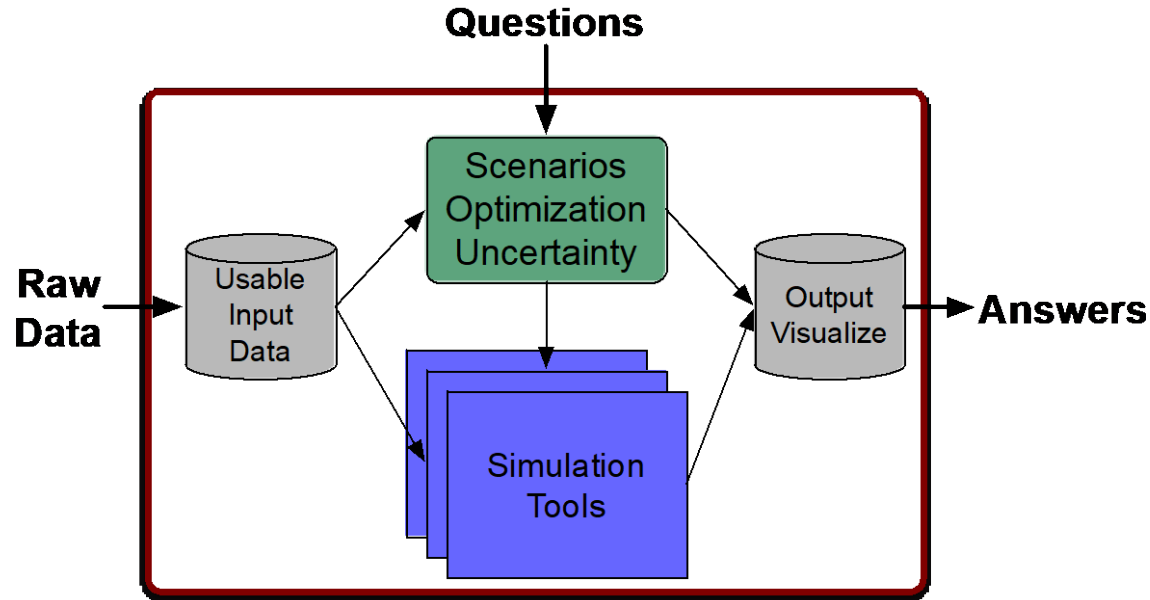 Questions
Scenarios
Optimization
Uncertainty
Raw
Data
Usable
Input
Data
Output
Visualize
Answers
Simulation
Tools